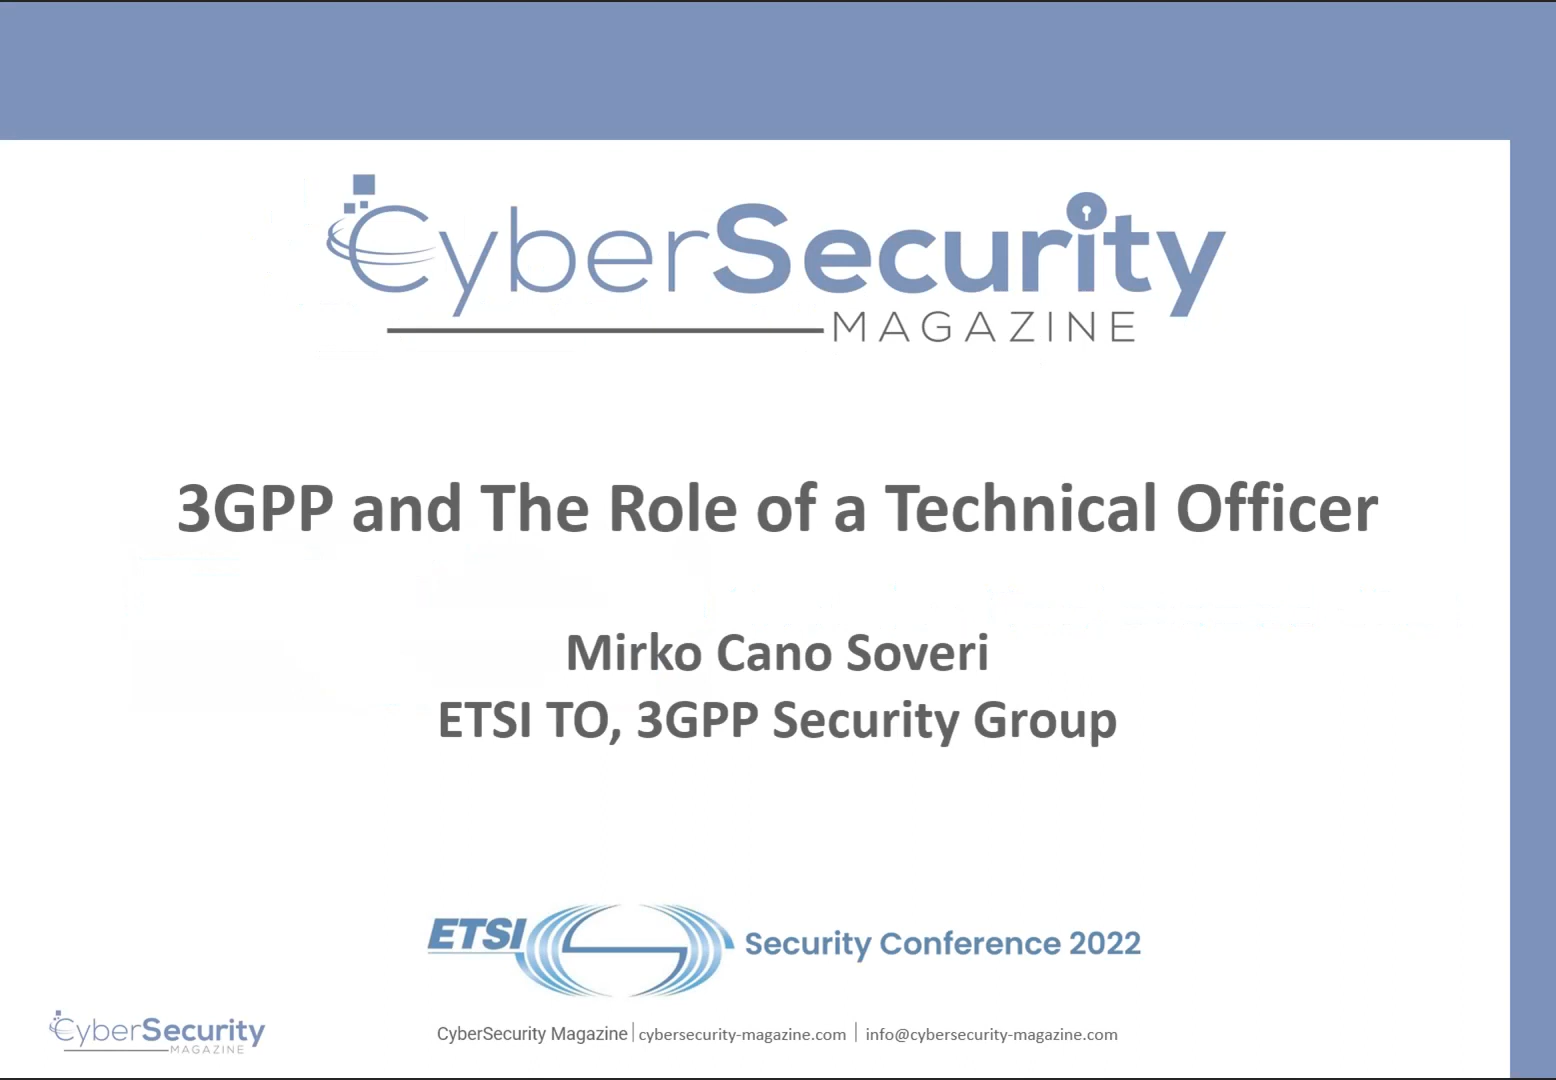 CyberSecurity
MAGAZINE
3GPP and The Role of a Technical Officer
Mirko Cano Soveri
ETSI TO, 3GPP Security Group
ETSI Security Conference 2022
CyberSecurity
MAGAZINE
CyberSecurity Magazine | cybersecurity-magazine.com | info@cybersecurity-magazine.com